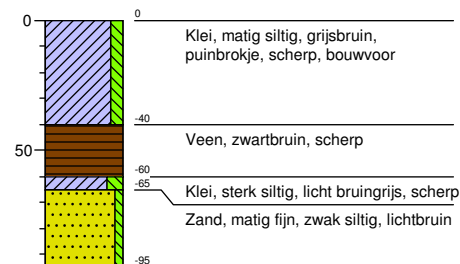 0
0
Klei, matig siltig, grijsbruin,
puinbrokje, scherp, bouwvoor
-40
Veen, zwartbruin, scherp
50
-60
-65
Klei, sterk siltig, licht bruingrijs, scherp
Zand, matig fijn, zwak siltig, lichtbruin
-95